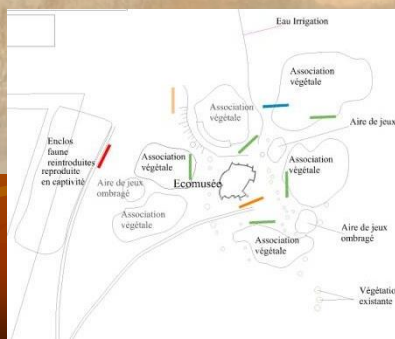 Eau Irrigation
Association
végétale
Association
végétale
Aire de jeux
Enclos
faune
reintroduites
reproduite
en captivité
Association
végétale
Association
végétale
Aire de jeux
ombragé
Ecomusée
Association
végétale
Aire de jeux
ombragé
Association
végétale
Végétation
existante